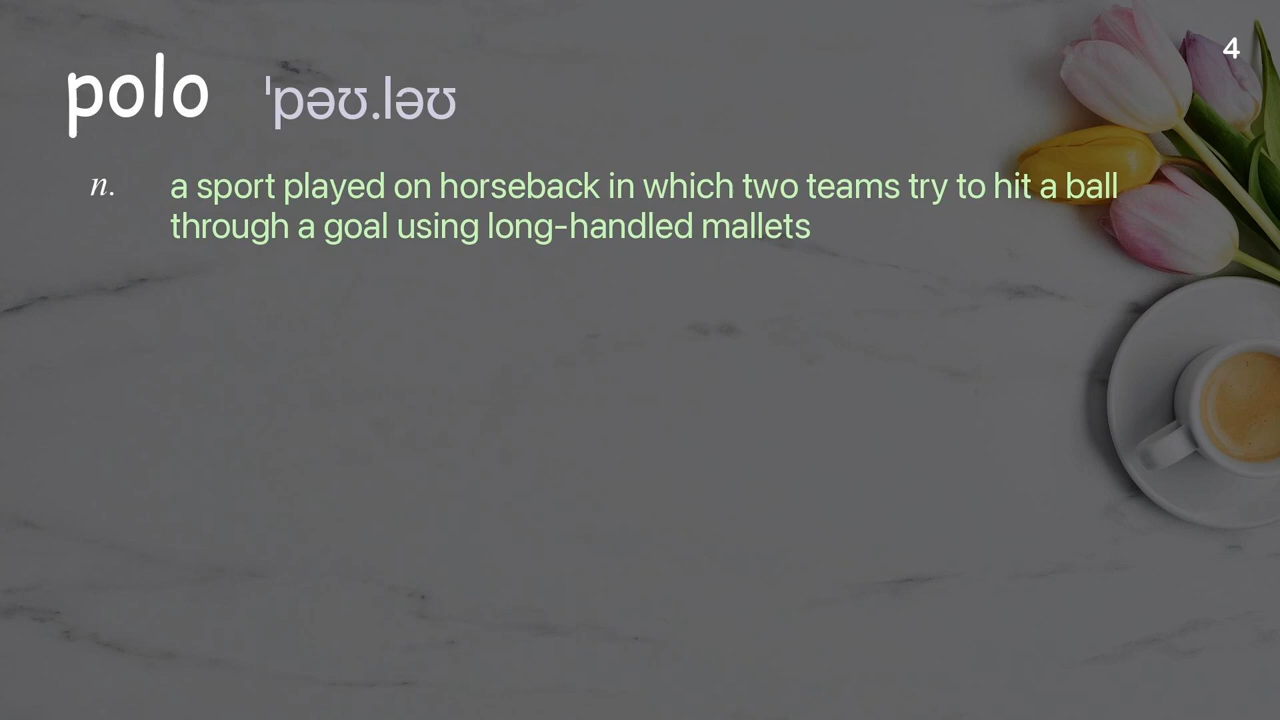 4
polo ˈpəʊ.ləʊ
n. a sport played on horseback in which two teams try to hit a ball
through a goal using long-handled mallets